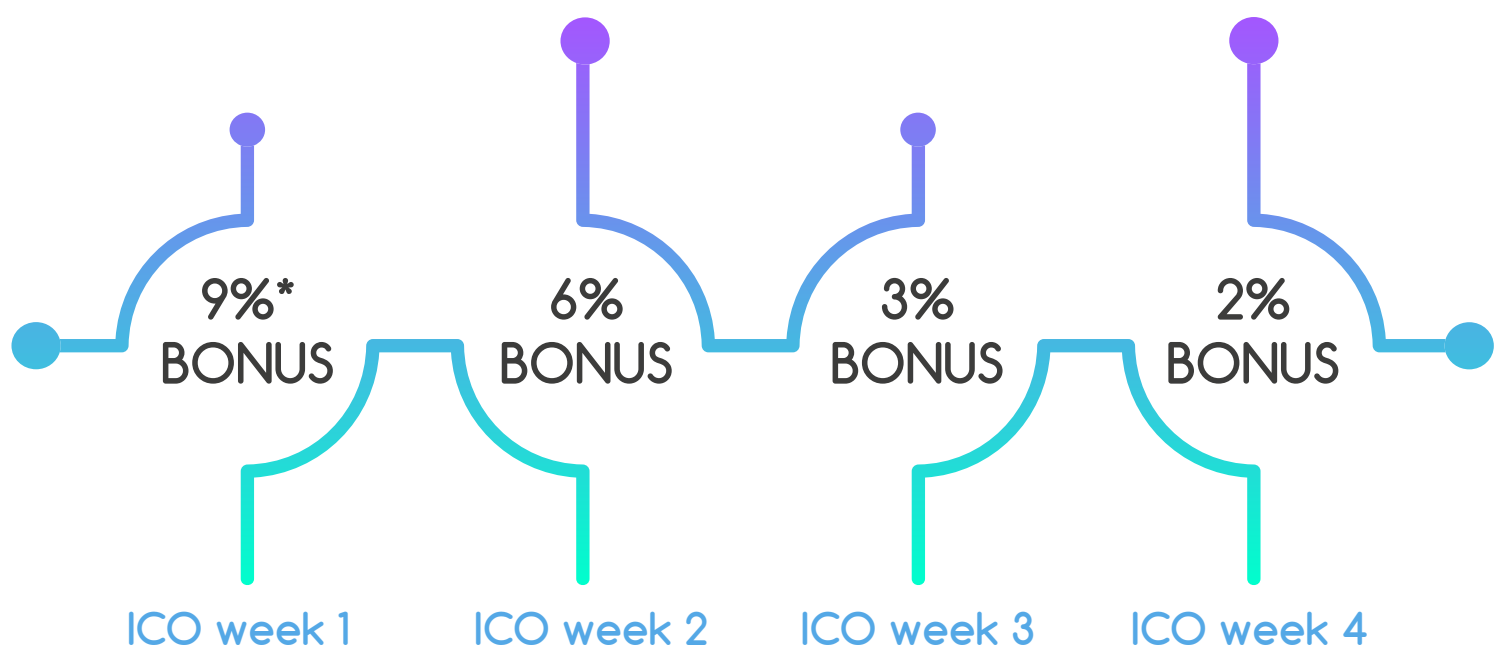 9%*
BONUS
6%
BONUS
3%
BONUS
2%
BONUS
ICO week 1
ICO week 2
ICO week 3
ICO week 4